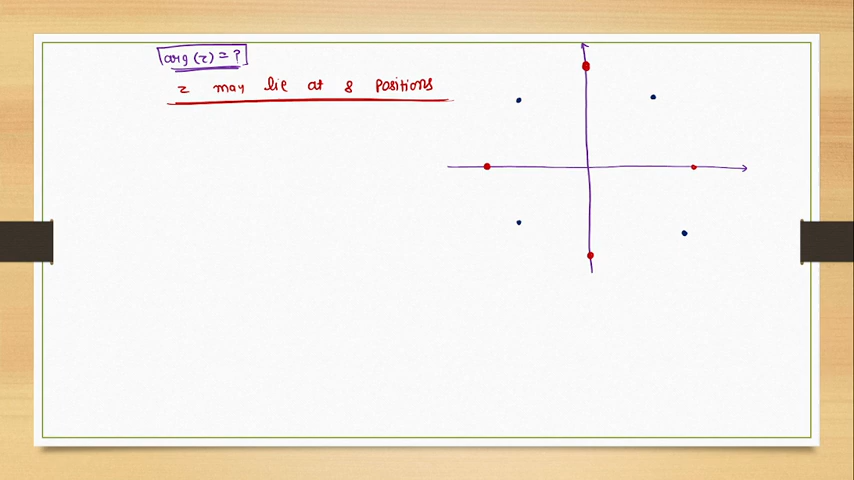 arg (z) = ?
z may lie at 8 positions